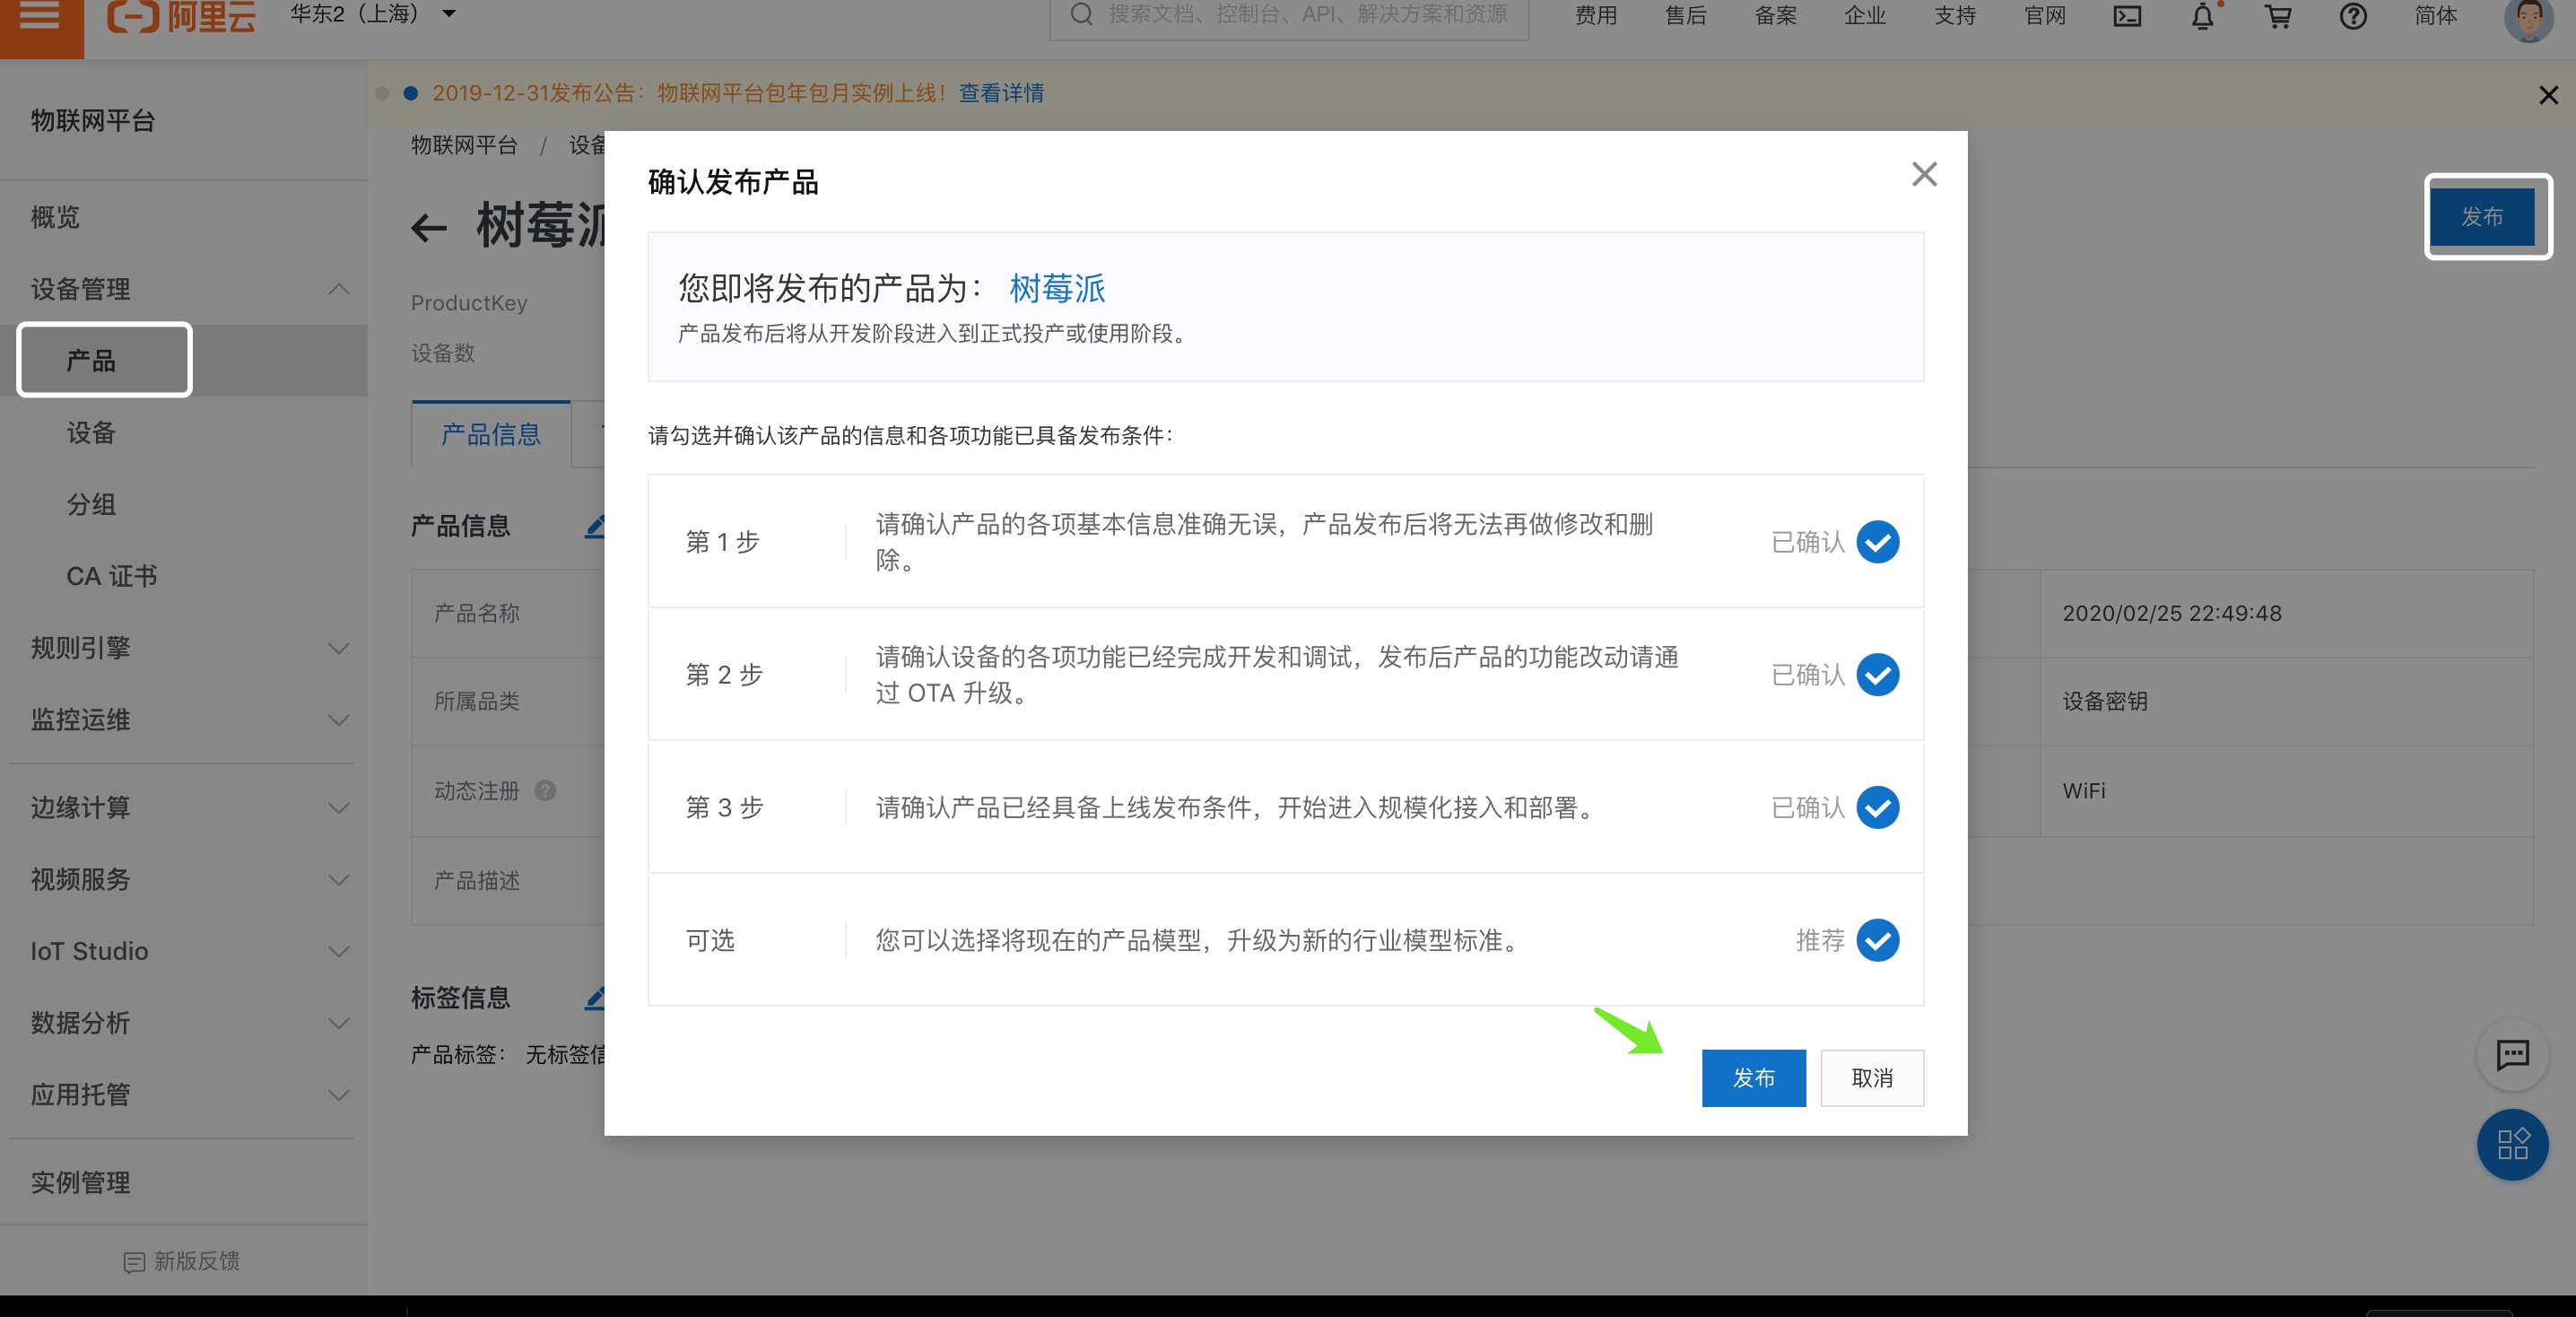 阿里云
华东2（上海）
搜索文档、控制台、API、解决方案和资源
费用
售后
备案
企业
支持
官网
简体
2019-12-31发布公告：物联网平台包年包月实例上线！查看详情
物联网平台
概览
设备管理
产品
设备
分组
CA 证书
规则引擎
监控运维
边缘计算
视频服务
IoT Studio
数据分析
应用托管
实例管理
新版反馈
物联网平台 / 设备
树莓派
发布
ProductKey
设备数
产品信息
产品信息
产品名称
2020/02/25 22:49:48
所属品类
设备密钥
动态注册
WiFi
产品描述
标签信息
产品标签： 无标签信
确认发布产品
您即将发布的产品为： 树莓派
产品发布后将从开发阶段进入到正式投产或使用阶段。
请勾选并确认该产品的信息和各项功能已具备发布条件：
第 1 步
请确认产品的各项基本信息准确无误，产品发布后将无法再做修改和删
除。
已确认
第 2 步
请确认设备的各项功能已经完成开发和调试，发布后产品的功能改动请通
过 OTA 升级。
已确认
第 3 步
请确认产品已经具备上线发布条件，开始进入规模化接入和部署。
已确认
可选
您可以选择将现在的产品模型，升级为新的行业模型标准。
推荐
发布
取消